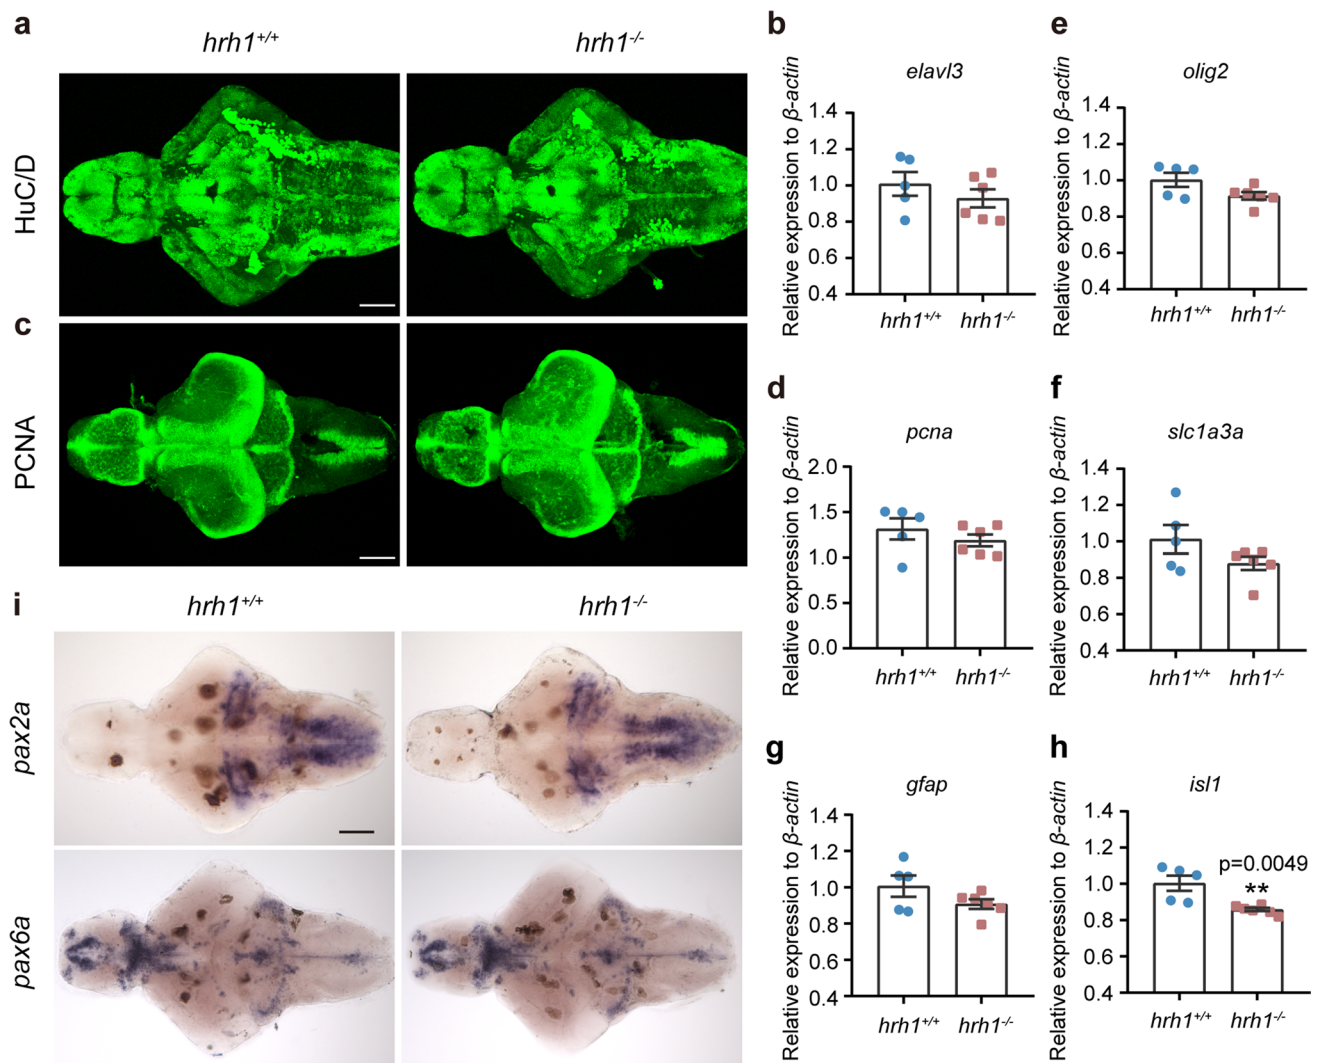 a
hrh1+/+
hrh1-/-
HuC/D
c
PCNA
i
hrh1+/+
hrh1-/-
pax2a
pax6a
b
elavl3
Relative expression to β-actin
1.4
1.2
1.0
0.8
0.6
0.4
hrh1+/+
hrh1-/-
e
olig2
Relative expression to β-actin
1.4
1.2
1.0
0.8
0.6
0.4
hrh1+/+
hrh1-/-
d
pcna
Relative expression to β-actin
2.0
1.5
1.0
0.5
0.0
hrh1+/+
hrh1-/-
f
slc1a3a
Relative expression to β-actin
1.4
1.2
1.0
0.8
0.6
0.4
hrh1+/+
hrh1-/-
g
gfap
Relative expression to β-actin
1.4
1.2
1.0
0.8
0.6
0.4
hrh1+/+
hrh1-/-
h
isl1
Relative expression to β-actin
1.4
1.2
1.0
0.8
0.6
0.4
p=0.0049
**
hrh1+/+
hrh1-/-